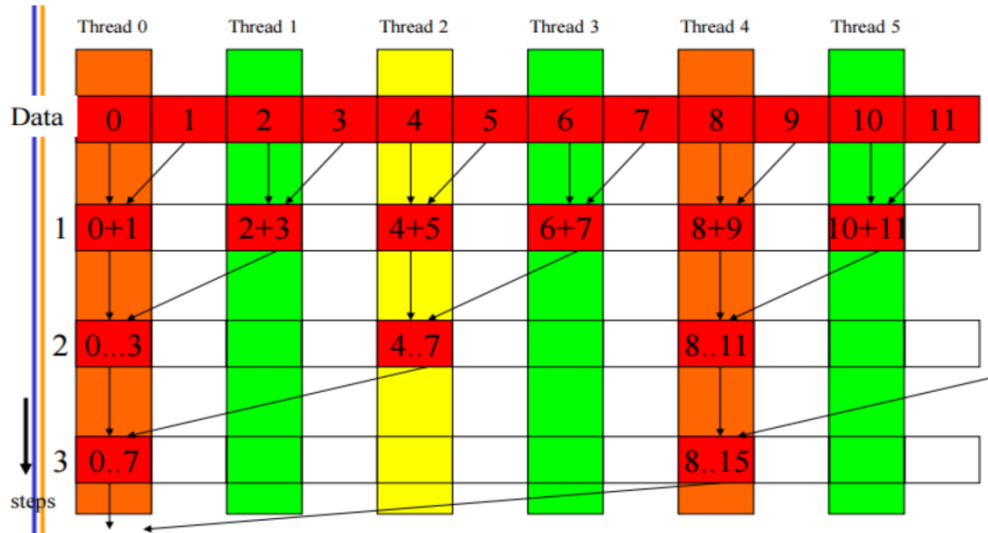 Thread 0 Thread 1 Thread 2 Thread 3 Thread 4 Thread 5
Data 0 1 2 3 4 5 6 7 8 9 10 11
1 0+1 2+3 4+5 6+7 8+9 10+11
2 0...3 4..7 8..11
3 0..7 8..15
steps